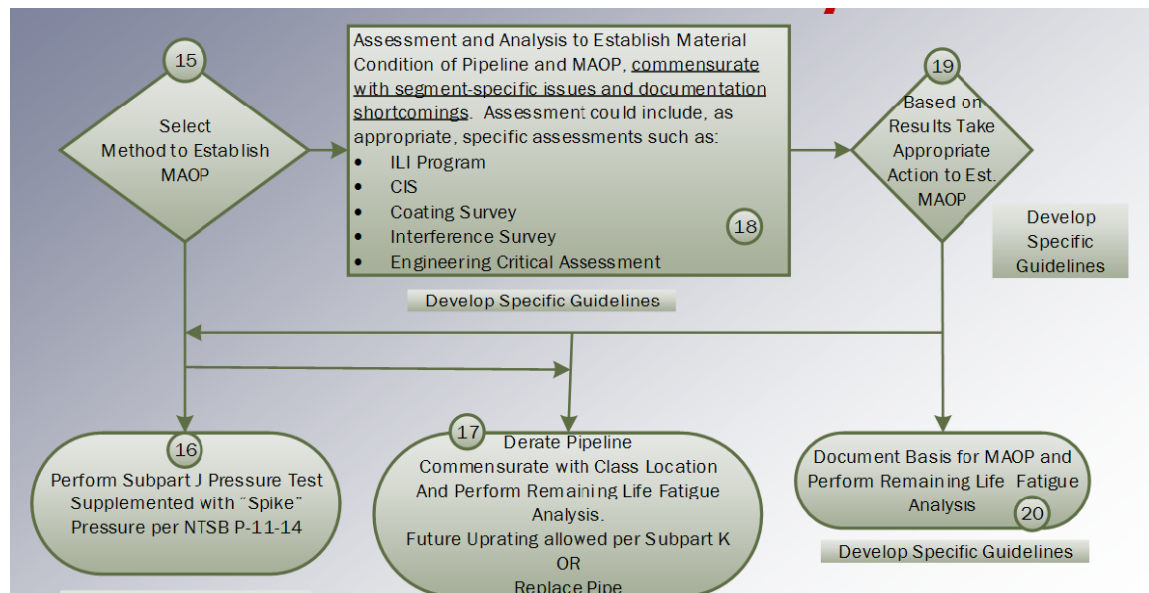 15
Select
Method to Establish
MAOP
Assessment and Analysis to Establish Material
Condition of Pipeline and MAOP, commensurate
with segment-specific issues and documentation
shortcomings.  Assessment could include, as
appropriate, specific assessments such as:
• ILI Program
• CIS
• Coating Survey
• Interference Survey
• Engineering Critical Assessment
18
Develop Specific Guidelines
19
Based on
Results Take
Appropriate
Action to Est.
MAOP
Develop
Specific
Guidelines
16
Perform Subpart J Pressure Test
Supplemented with "Spike"
Pressure per NTSB P-11-14
17
Derate Pipeline
Commensurate with Class Location
And Perform Remaining Life Fatigue
Analysis.
Future Uprating allowed per Subpart K
OR
Replace Pipe
Document Basis for MAOP and
Perform Remaining Life Fatigue
Analysis
20
Develop Specific Guidelines